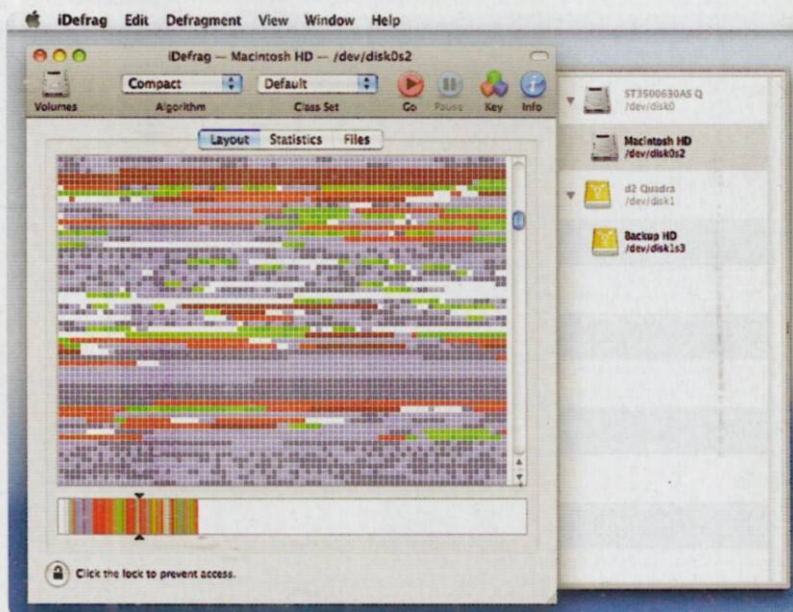 iDefrag Edit Defragment View Window Help
iDefrag — Macintosh HD — /dev/disk0s2
Compact
Default
Volumes
Algorithm
Class Set
Go
Pause
Key
Info
Layout
Statistics
Files
Click the lock to prevent access.
ST3500630AS Q
/dev/disk0
Macintosh HD
/dev/disk0s2
d2 Quadra
/dev/disk1
Backup HD
/dev/disk1s3